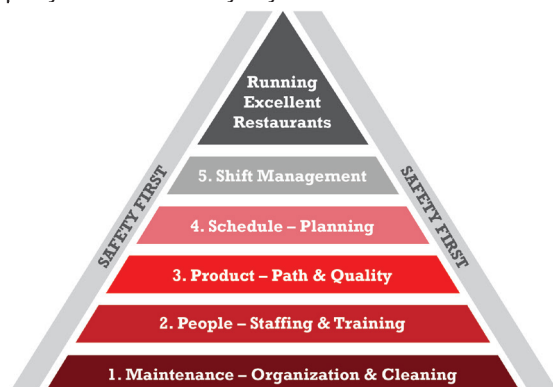 Running
Excellent
Restaurants
5. Shift Management
SAFETY FIRST
SAFETY FIRST
4. Schedule – Planning
3. Product – Path & Quality
2. People – Staffing & Training
1. Maintenance – Organization & Cleaning